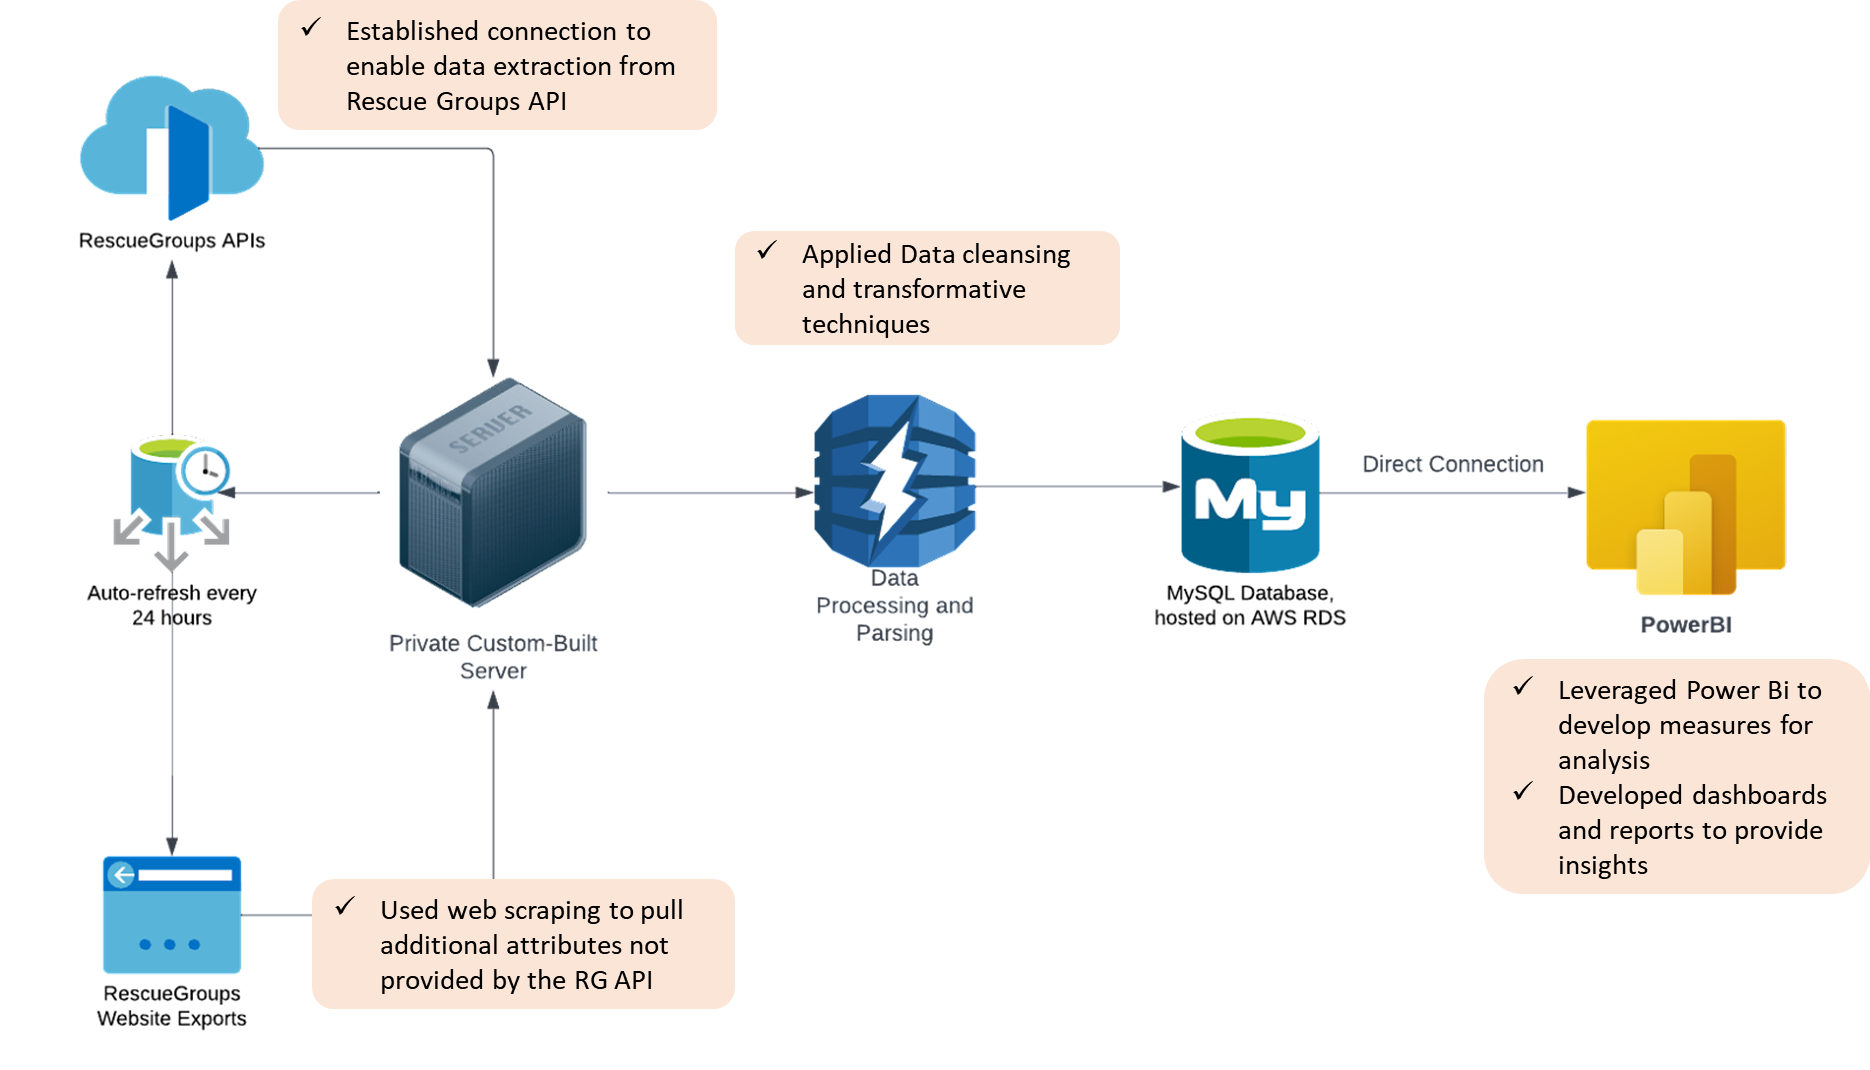 ✓ Established connection to
enable data extraction from
Rescue Groups API
RescueGroups APIs
✓ Applied Data cleansing
and transformative
techniques
SERVER
Auto-refresh every
24 hours
Private Custom-Built
Server
Data
Processing and
Parsing
My
MySQL Database,
hosted on AWS RDS
Direct Connection
PowerBI
✓ Leveraged Power Bi to
develop measures for
analysis
✓ Developed dashboards
and reports to provide
insights
✓ Used web scraping to pull
additional attributes not
provided by the RG API
RescueGroups
Website Exports